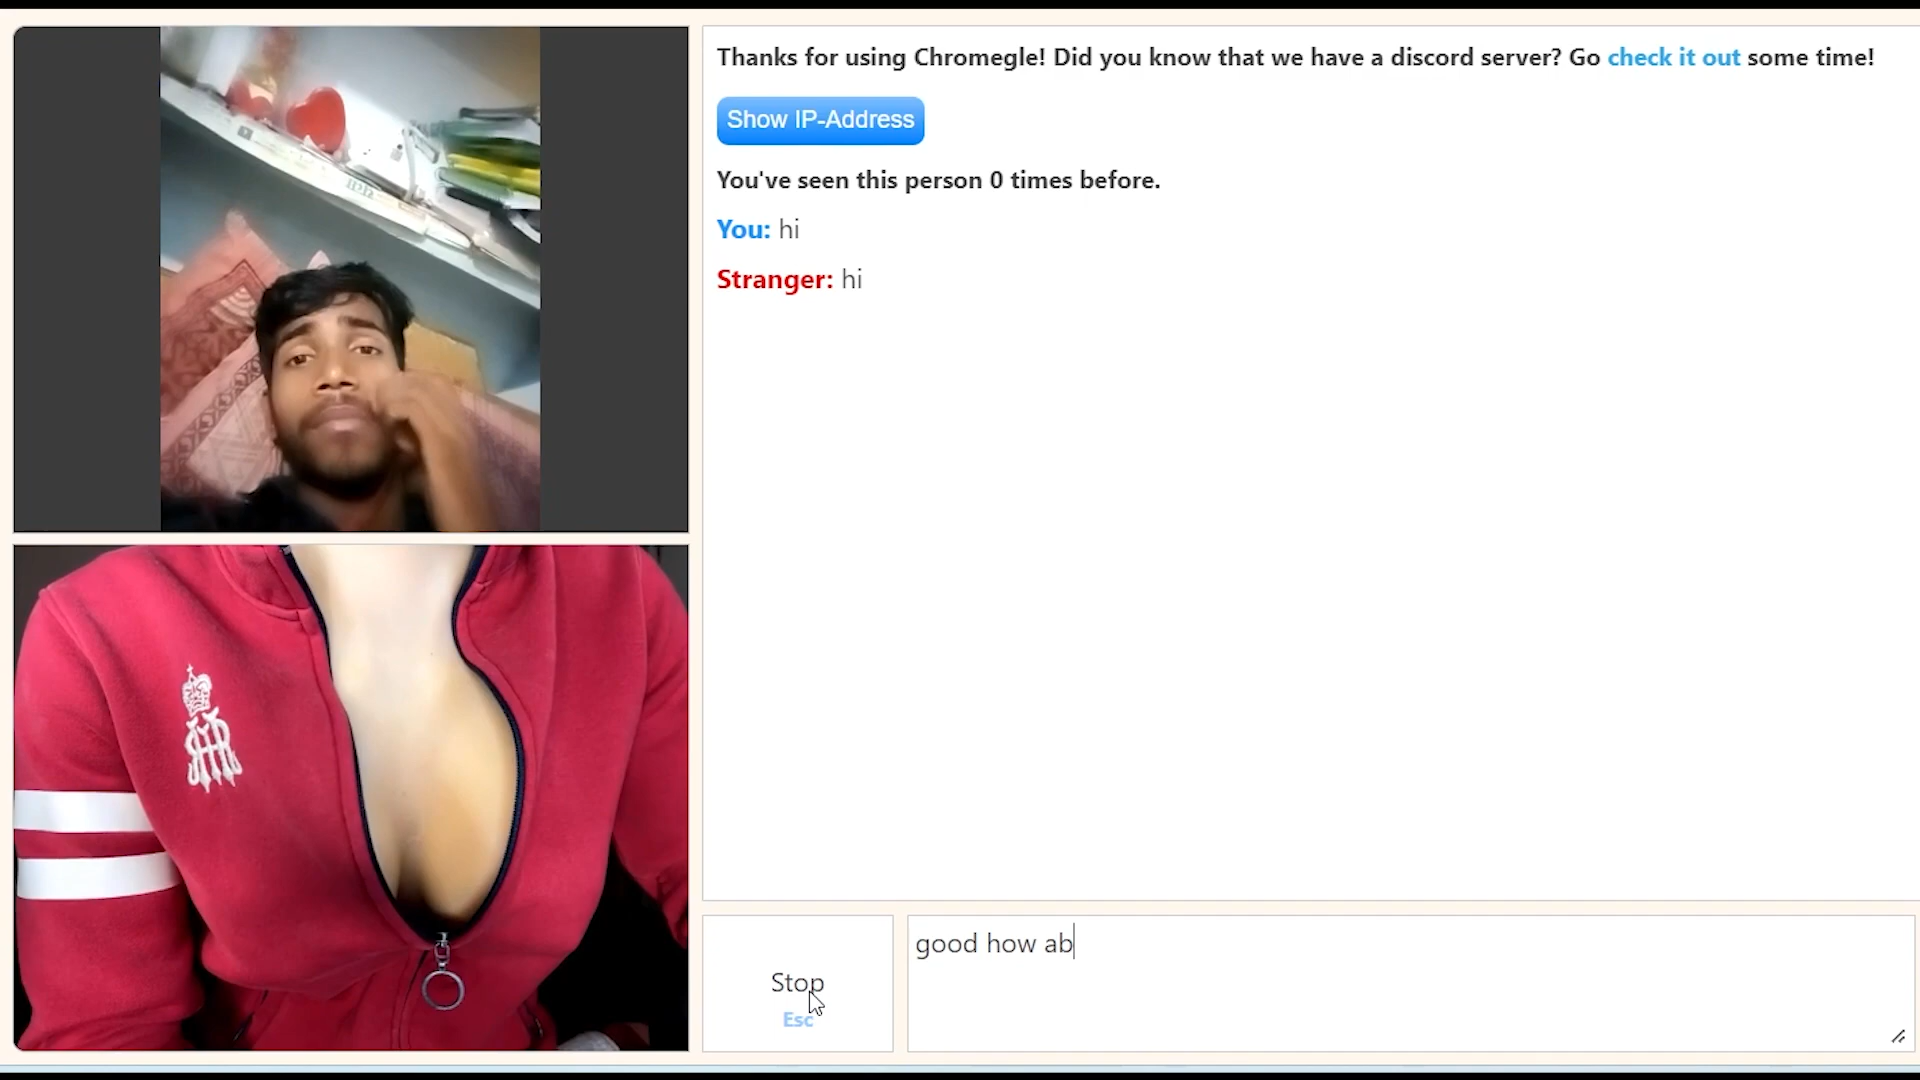 Thanks for using Chromegle! Did you know that we have a discord server? Go check it out some time!
Show IP-Address
You've seen this person 0 times before.
You: hi
Stranger: hi
good how ab
Stop
Esc